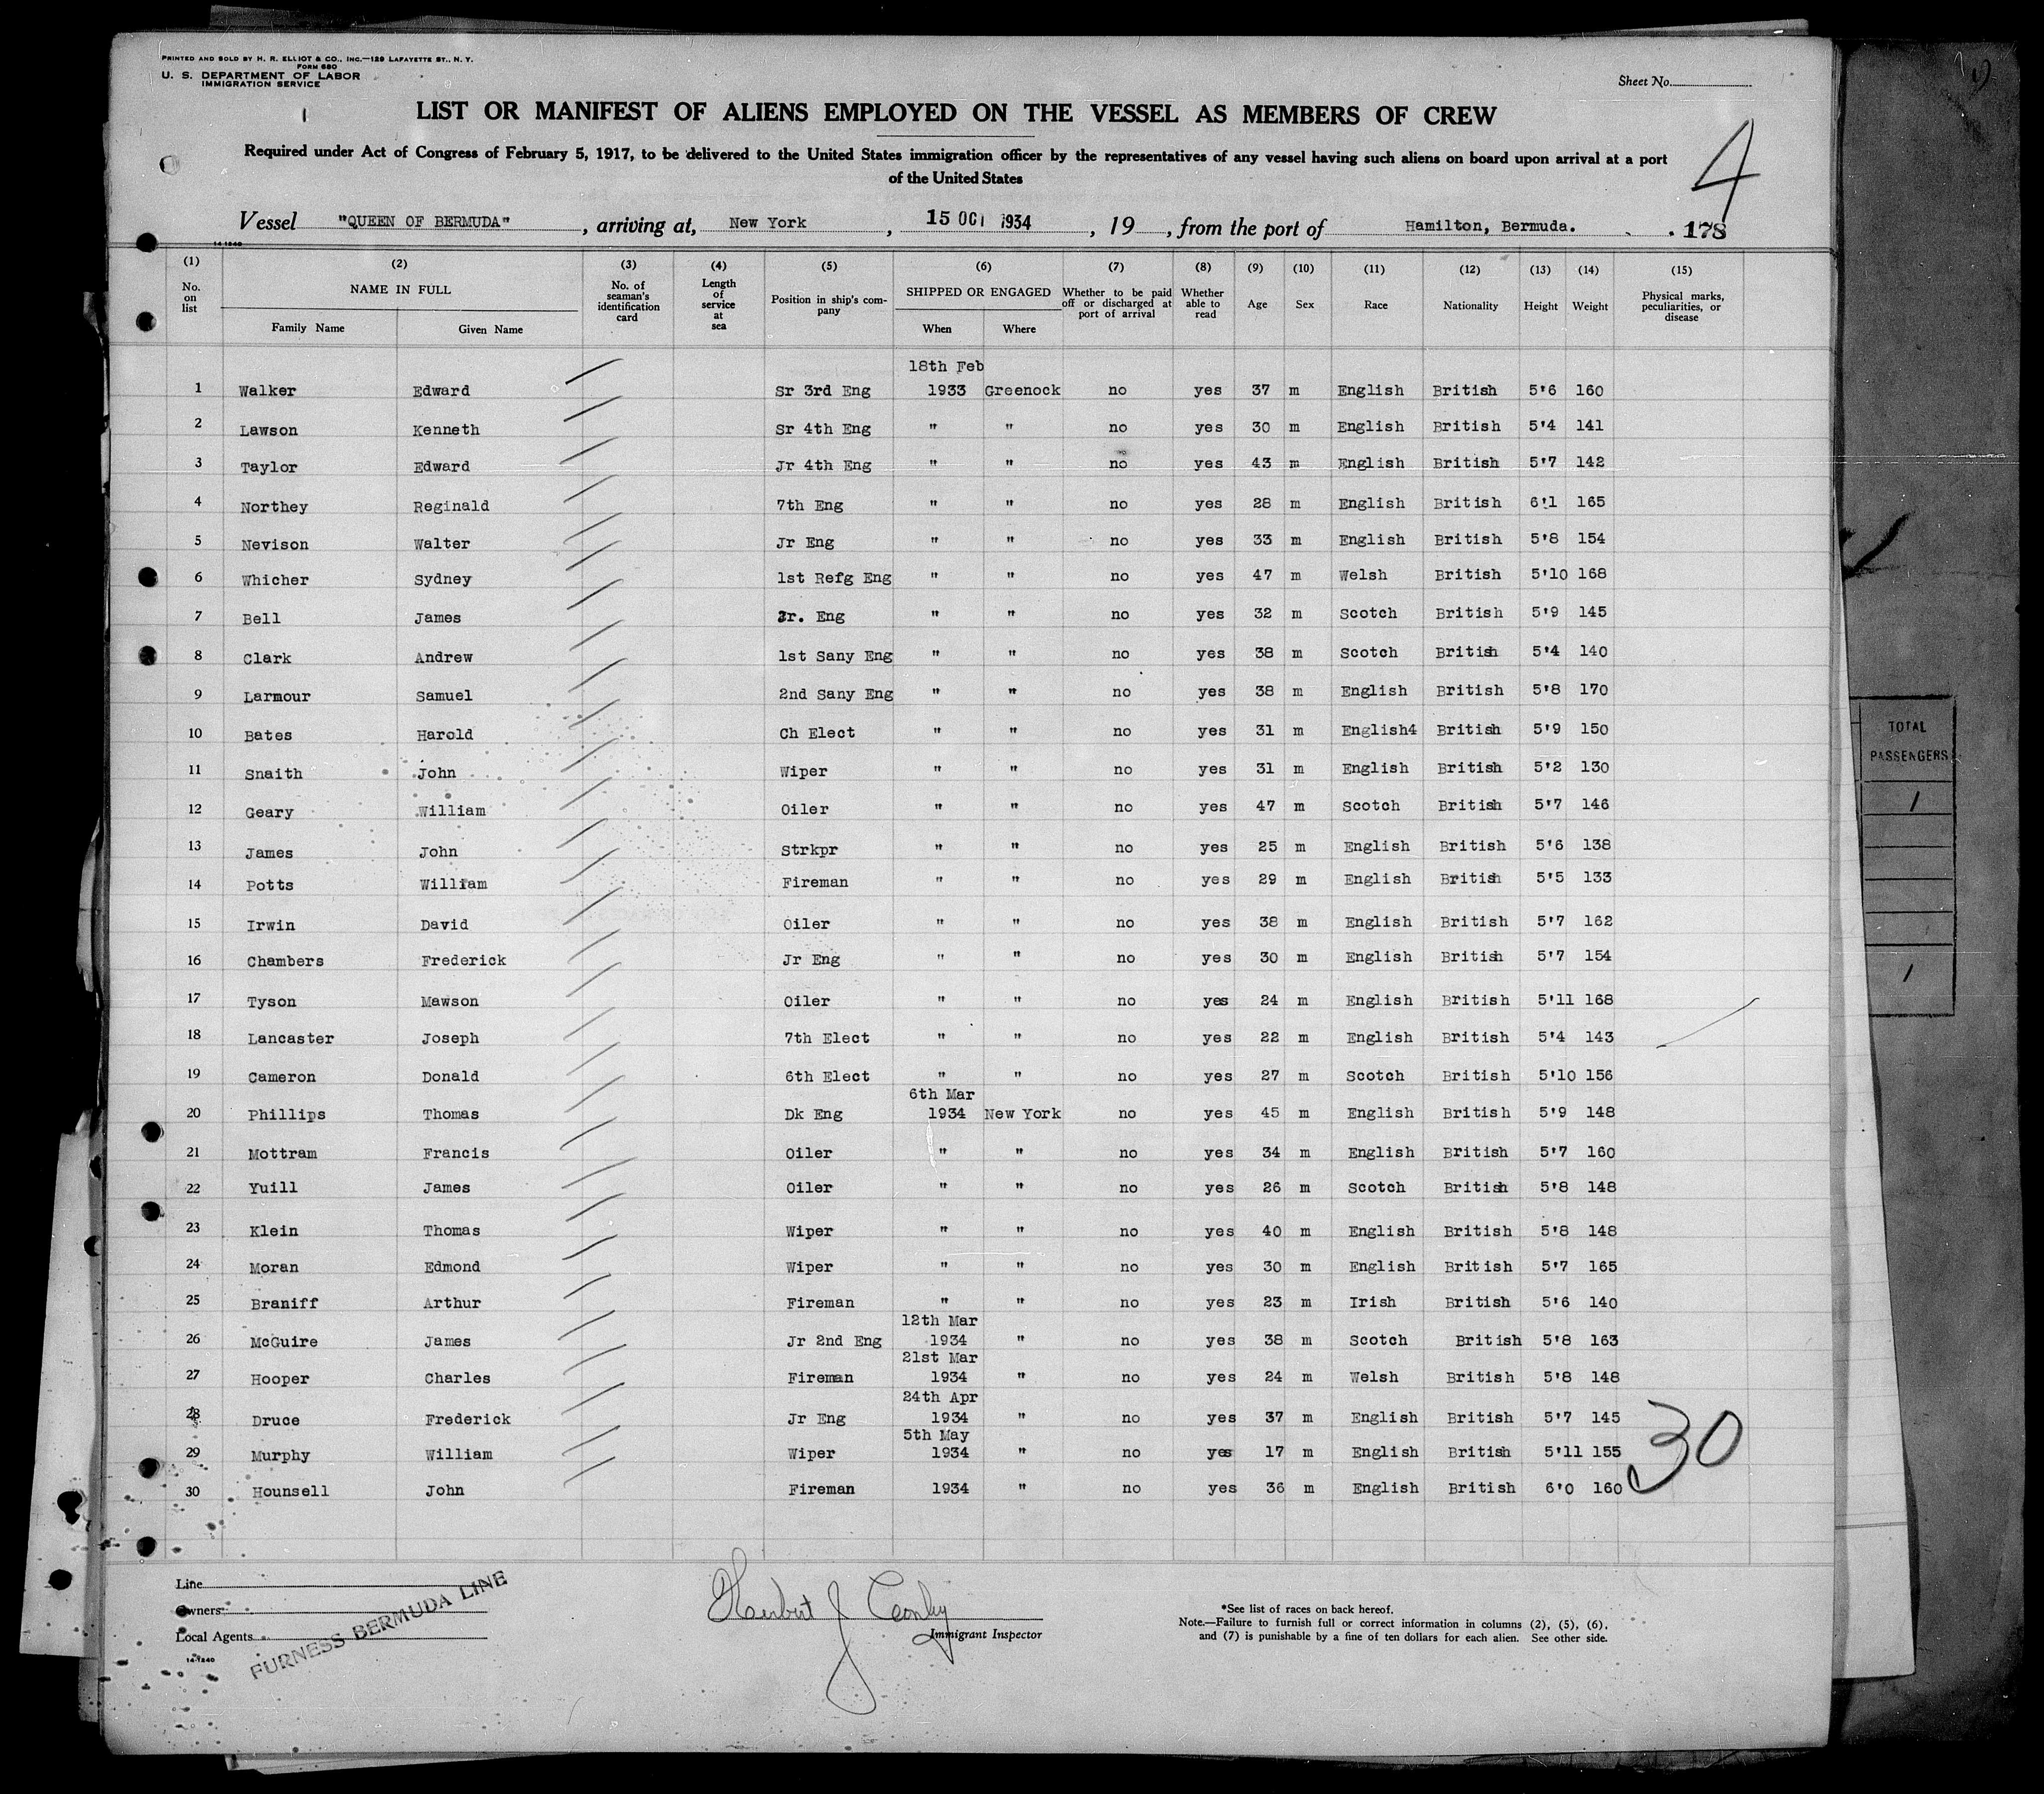 PRINTED AND SOLD BY H. R. ELLIOT & CO., INC.—129 LAFAYETTE ST., N. Y.
FORM 680
U. S. DEPARTMENT OF LABOR
IMMIGRATION SERVICE
Sheet No.
LIST OR MANIFEST OF ALIENS EMPLOYED ON THE VESSEL AS MEMBERS OF CREW
Required under Act of Congress of February 5, 1917, to be delivered to the United States immigration officer by the representatives of any vessel having such aliens on board upon arrival at a port
of the United States
4
Vessel "QUEEN OF BERMUDA" , arriving at, New York , 15 OCT 1934 , 19 , from the port of Hamilton, Bermuda. 178
14-1240
(1) (2) (3) (4) (5) (6) (7) (8) (9) (10) (11) (12) (13) (14) (15)
No. on list NAME IN FULL Family Name Given Name No. of seaman's identification card Length of service at sea Position in ship's company SHIPPED OR ENGAGED When Where Whether to be paid off or discharged at port of arrival Whether able to read Age Sex Race Nationality Height Weight Physical marks, peculiarities, or disease
18th Feb
1 Walker Edward Sr 3rd Eng 1933 Greenock no yes 37 m English British 5'6 160
2 Lawson Kenneth Sr 4th Eng " " no yes 30 m English British 5'4 141
3 Taylor Edward Jr 4th Eng " " no yes 43 m English British 5'7 142
4 Northey Reginald 7th Eng " " no yes 28 m English British 6'1 165
5 Nevison Walter Jr Eng " " no yes 33 m English British 5'8 154
6 Whicher Sydney 1st Refg Eng " " no yes 47 m Welsh British 5'10 168
7 Bell James Jr. Eng " " no yes 32 m Scotch British 5'9 145
8 Clark Andrew 1st Sany Eng " " no yes 38 m Scotch British 5'4 140
9 Larmour Samuel 2nd Sany Eng " " no yes 38 m English British 5'8 170
10 Bates Harold Ch Elect " " no yes 31 m English4 British 5'9 150
11 Snaith John Wiper " " no yes 31 m English British 5'2 130
12 Geary William Oiler " " no yes 47 m Scotch British 5'7 146
13 James John Strkpr " " no yes 25 m English British 5'6 138
14 Potts William Fireman " " no yes 29 m English British 5'5 133
15 Irwin David Oiler " " no yes 38 m English British 5'7 162
16 Chambers Frederick Jr Eng " " no yes 30 m English British 5'7 154
17 Tyson Mawson Oiler " " no yes 24 m English British 5'11 168
18 Lancaster Joseph 7th Elect " " no yes 22 m English British 5'4 143
19 Cameron Donald 6th Elect " " no yes 27 m Scotch British 5'10 156
6th Mar
20 Phillips Thomas Dk Eng 1934 New York no yes 45 m English British 5'9 148
21 Mottram Francis Oiler " " no yes 34 m English British 5'7 160
22 Yuill James Oiler " " no yes 26 m Scotch British 5'8 148
23 Klein Thomas Wiper " " no yes 40 m English British 5'8 148
24 Moran Edmond Wiper " " no yes 30 m English British 5'7 165
25 Braniff Arthur Fireman " " no yes 23 m Irish British 5'6 140
12th Mar
26 McGuire James Jr 2nd Eng 1934 " no yes 38 m Scotch British 5'8 163
21st Mar
27 Hooper Charles Fireman 1934 " no yes 24 m Welsh British 5'8 148
24th Apr
28 Druce Frederick Jr Eng 1934 " no yes 37 m English British 5'7 145
5th May
29 Murphy William Wiper 1934 " no yes 17 m English British 5'11 155
30 Hounsell John Fireman 1934 " no yes 36 m English British 6'0 160
30
Line
Owners
Local Agents
FURNESS BERMUDA LINE
14-1240
Herbert J
Immigrant Inspector
*See list of races on back hereof.
Note.—Failure to furnish full or correct information in columns (2), (5), (6),
and (7) is punishable by a fine of ten dollars for each alien. See other side.
TOTAL
PASSENGERS
1
1